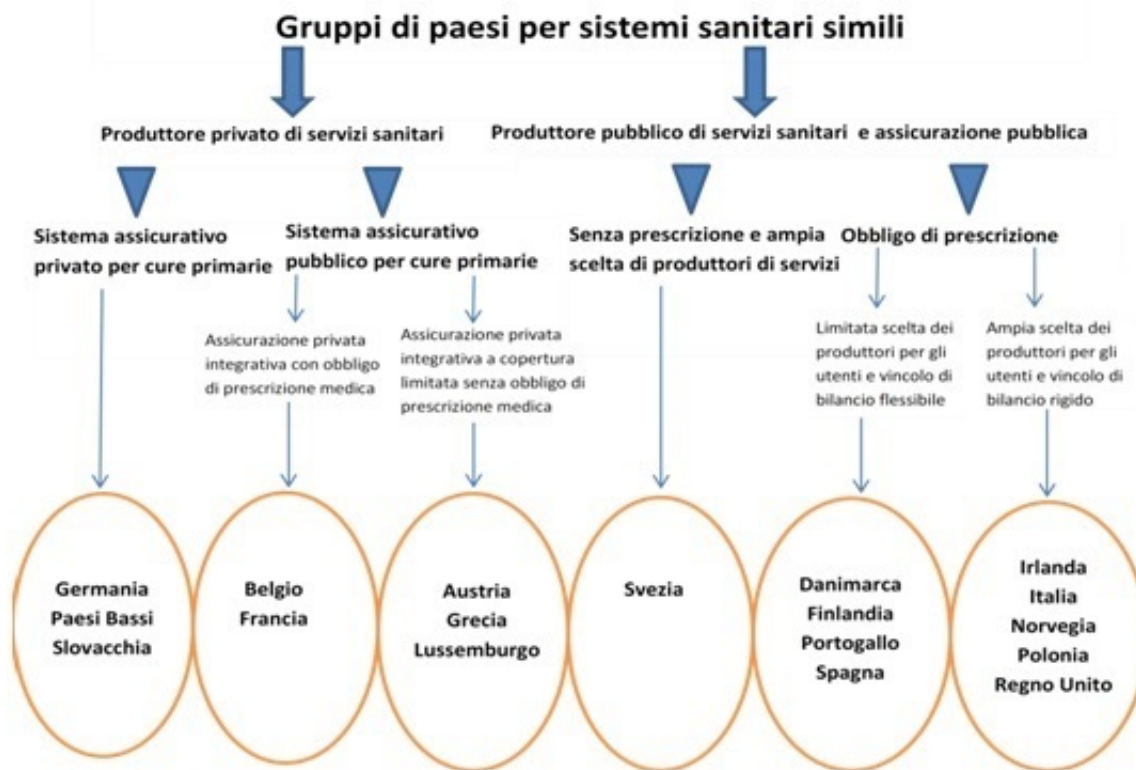 Gruppi di paesi per sistemi sanitari simili
Produttore privato di servizi sanitari
Produttore pubblico di servizi sanitari e assicurazione pubblica
Sistema assicurativo
privato per cure primarie
Sistema assicurativo
pubblico per cure primarie
Senza prescrizione e ampia
scelta di produttori di servizi
Obbligo di prescrizione
Assicurazione privata
integrativa con obbligo
di prescrizione medica
Assicurazione privata
integrativa a copertura
limitata senza obbligo di
prescrizione medica
Limitata scelta dei
produttori per gli
utenti e vincolo di
bilancio flessibile
Ampia scelta dei
produttori per gli
utenti e vincolo di
bilancio rigido
Germania
Paesi Bassi
Slovacchia
Belgio
Francia
Austria
Grecia
Lussemburgo
Svezia
Danimarca
Finlandia
Portogallo
Spagna
Irlanda
Italia
Norvegia
Polonia
Regno Unito